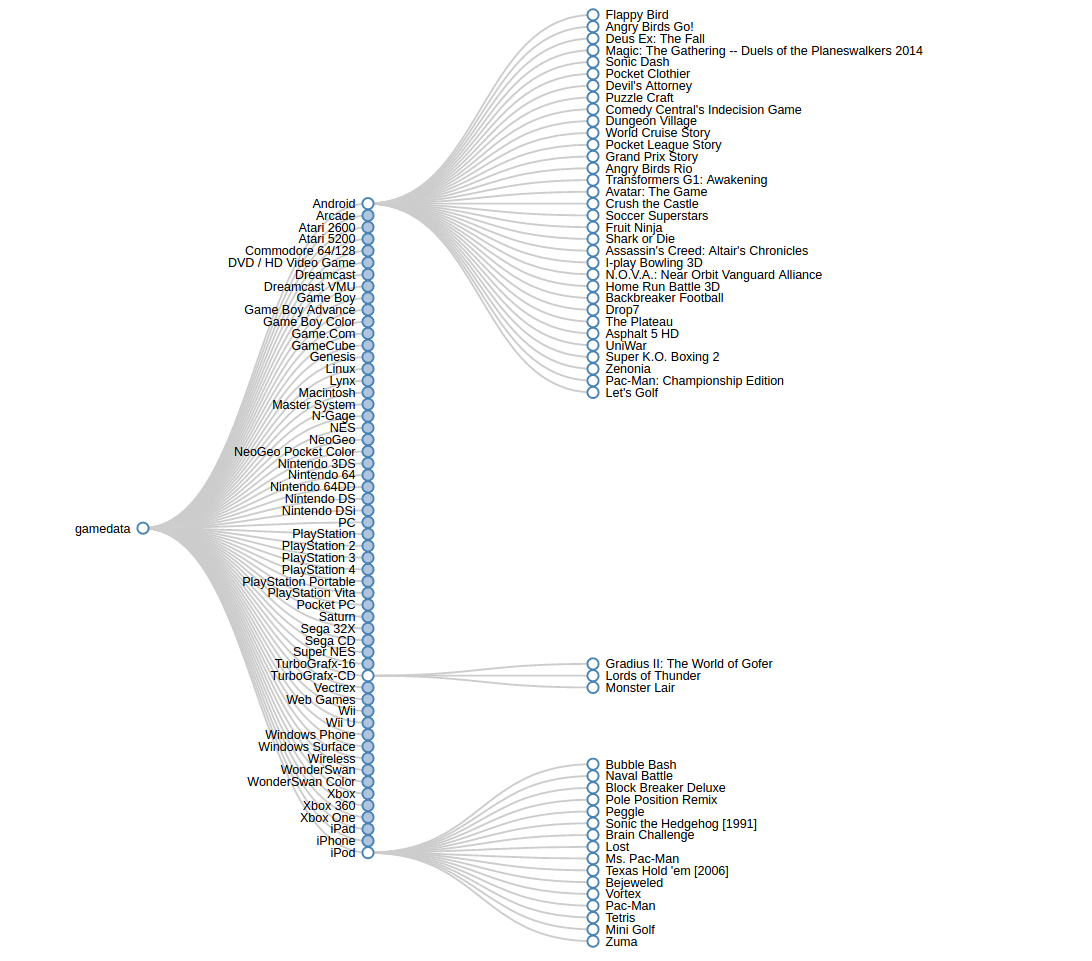 gamedata
Android
Arcade
Atari 2600
Atari 5200
Commodore 64/128
DVD / HD Video Game
Dreamcast
Dreamcast VMU
Game Boy
Game Boy Advance
Game Boy Color
Game.Com
GameCube
Genesis
Linux
Lynx
Macintosh
Master System
N-Gage
NES
NeoGeo
NeoGeo Pocket Color
Nintendo 3DS
Nintendo 64
Nintendo 64DD
Nintendo DS
Nintendo DSi
PC
PlayStation
PlayStation 2
PlayStation 3
PlayStation 4
PlayStation Portable
PlayStation Vita
Pocket PC
Saturn
Sega 32X
Sega CD
Super NES
TurboGrafx-16
TurboGrafx-CD
Vectrex
Web Games
Wii
Wii U
Windows Phone
Windows Surface
Wireless
WonderSwan
WonderSwan Color
Xbox
Xbox 360
Xbox One
iPad
iPhone
iPod
Flappy Bird
Angry Birds Go!
Deus Ex: The Fall
Magic: The Gathering -- Duels of the Planeswalkers 2014
Sonic Dash
Pocket Clothier
Devil's Attorney
Puzzle Craft
Comedy Central's Indecision Game
Dungeon Village
World Cruise Story
Pocket League Story
Grand Prix Story
Angry Birds Rio
Transformers G1: Awakening
Avatar: The Game
Crush the Castle
Soccer Superstars
Fruit Ninja
Shark or Die
Assassin's Creed: Altair's Chronicles
I-play Bowling 3D
N.O.V.A.: Near Orbit Vanguard Alliance
Home Run Battle 3D
Backbreaker Football
Drop7
The Plateau
Asphalt 5 HD
UniWar
Super K.O. Boxing 2
Zenonia
Pac-Man: Championship Edition
Let's Golf
Gradius II: The World of Gofer
Lords of Thunder
Monster Lair
Bubble Bash
Naval Battle
Block Breaker Deluxe
Pole Position Remix
Peggle
Sonic the Hedgehog [1991]
Brain Challenge
Lost
Ms. Pac-Man
Texas Hold 'em [2006]
Bejeweled
Vortex
Pac-Man
Tetris
Mini Golf
Zuma